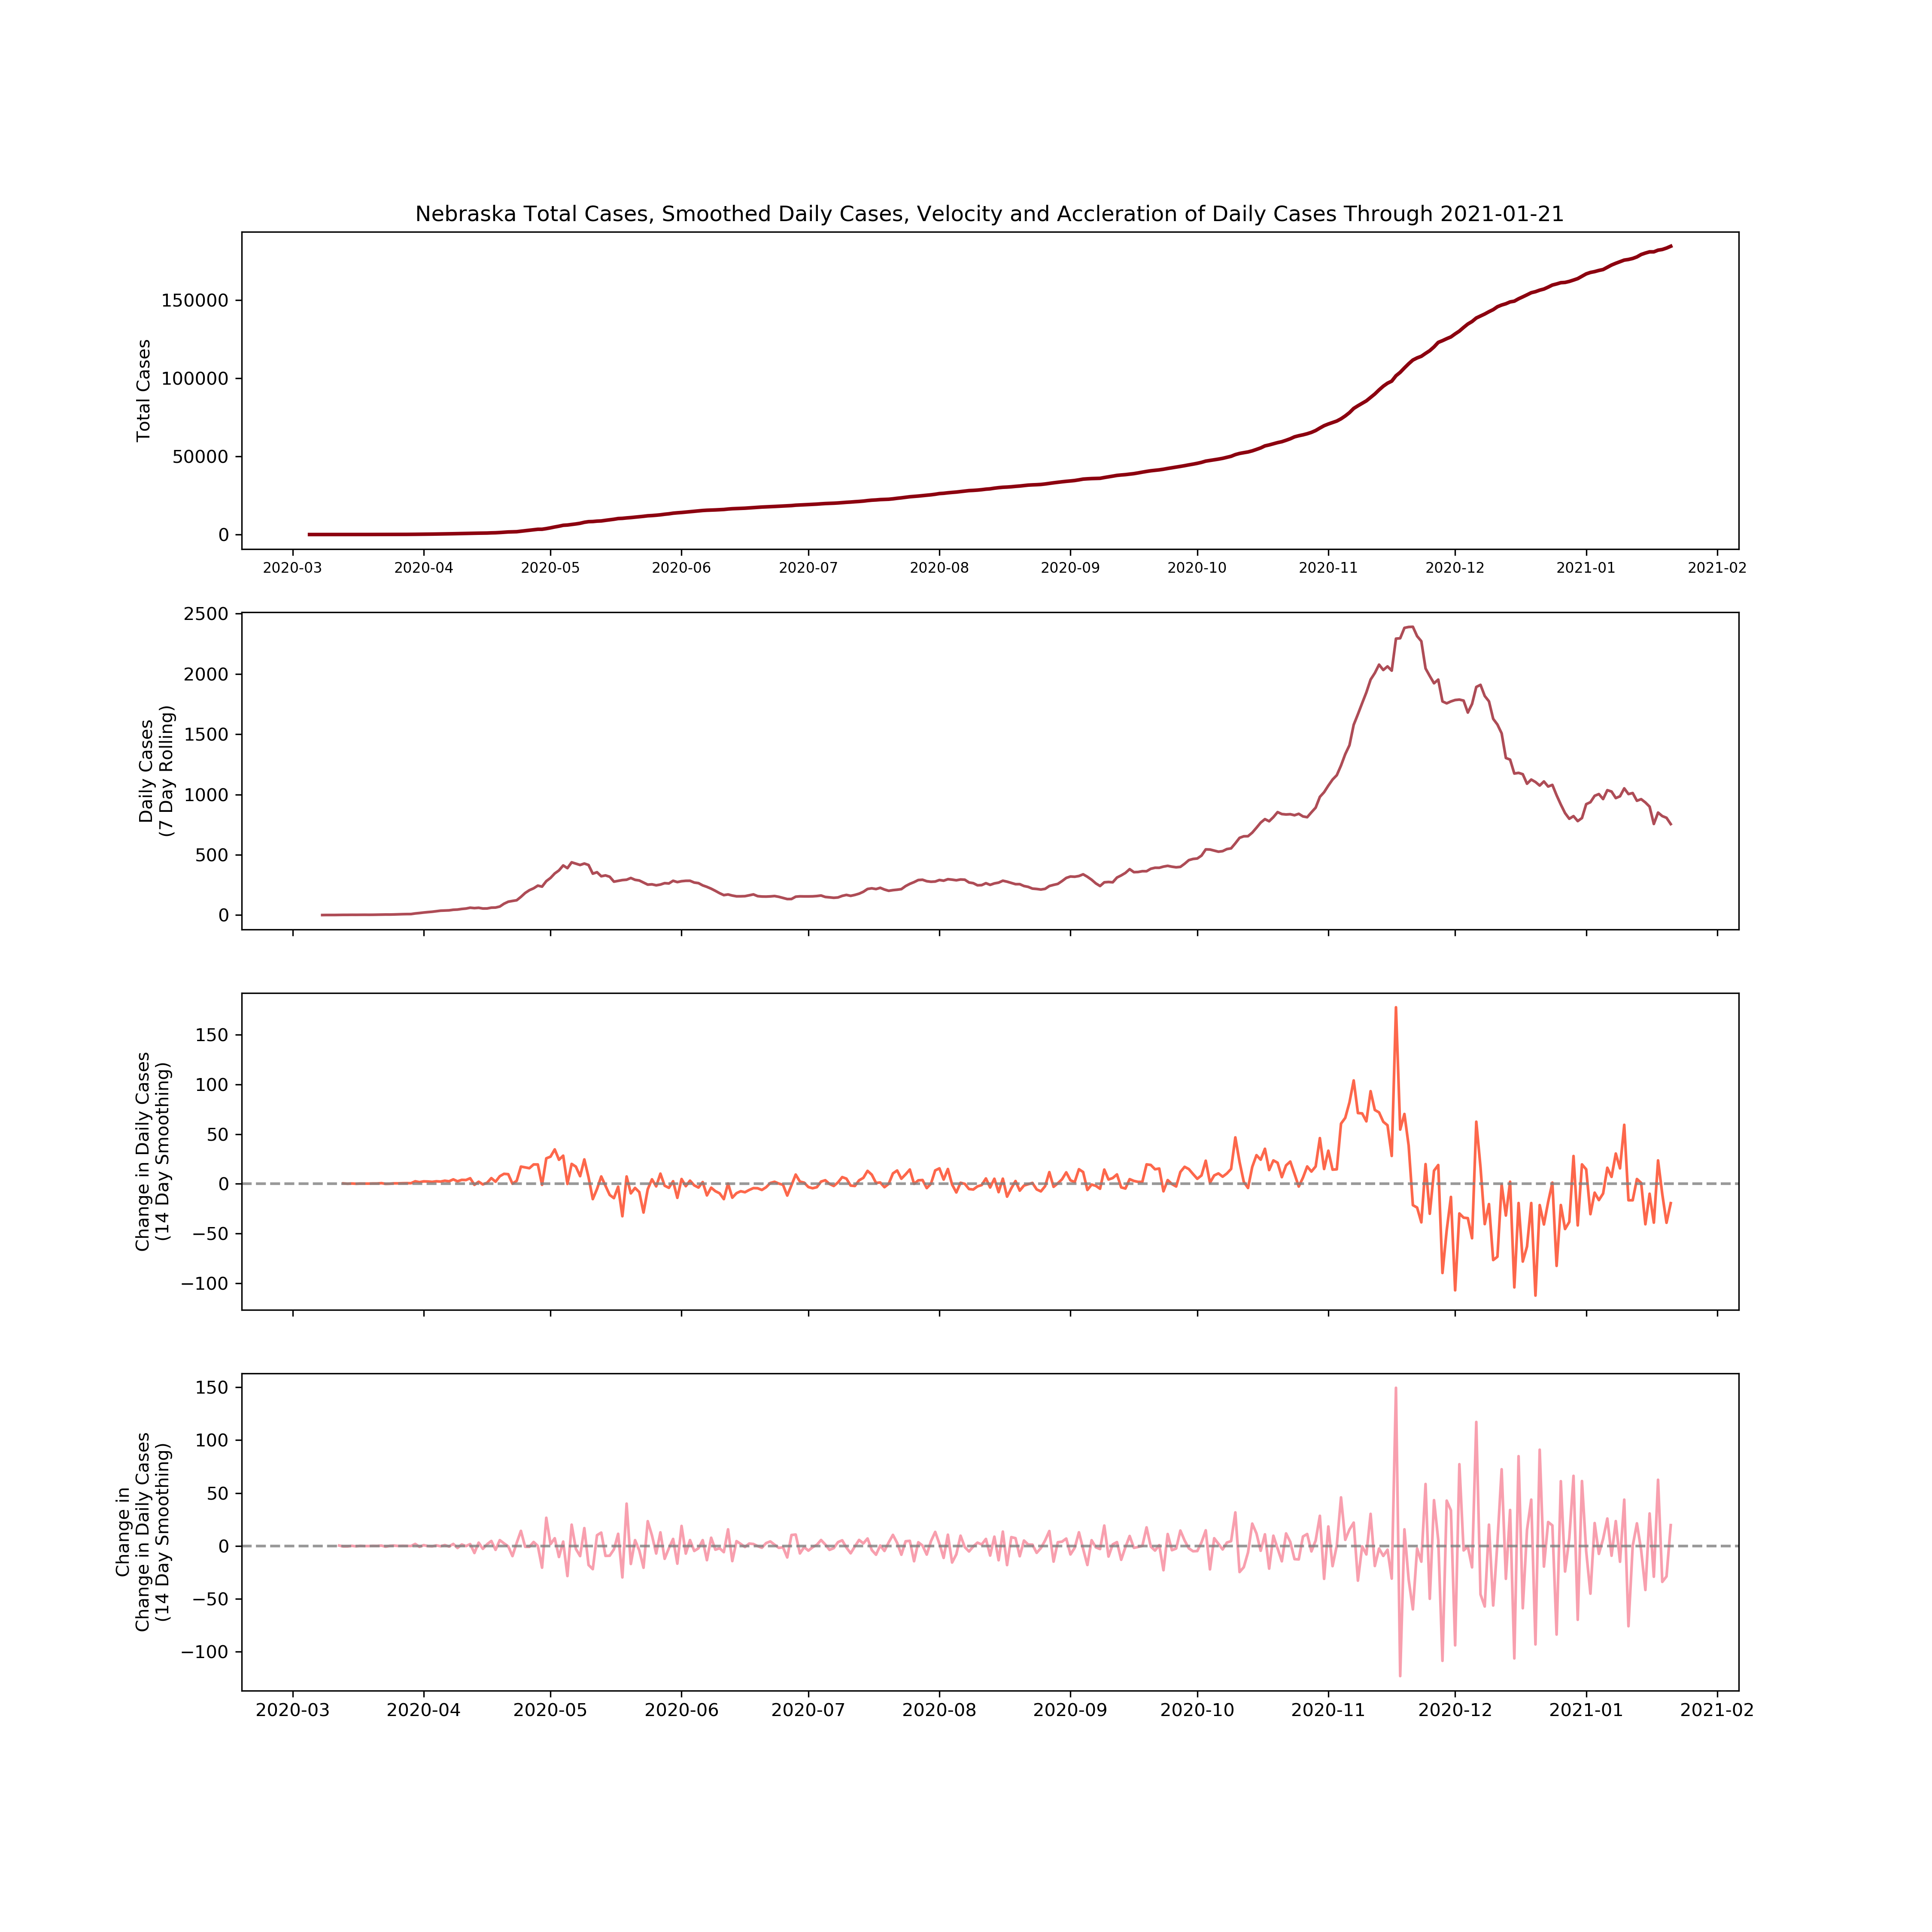 Nebraska Total Cases, Smoothed Daily Cases, Velocity and Accleration of Daily Cases Through 2021-01-21
Total Cases
150000
100000
50000
0
2020-03 2020-04 2020-05 2020-06 2020-07 2020-08 2020-09 2020-10 2020-11 2020-12 2021-01 2021-02
Daily Cases
(7 Day Rolling)
2500
2000
1500
1000
500
0
Change in Daily Cases
(14 Day Smoothing)
150
100
50
0
−50
−100
Change in
Change in Daily Cases
(14 Day Smoothing)
150
100
50
0
−50
−100
2020-03 2020-04 2020-05 2020-06 2020-07 2020-08 2020-09 2020-10 2020-11 2020-12 2021-01 2021-02